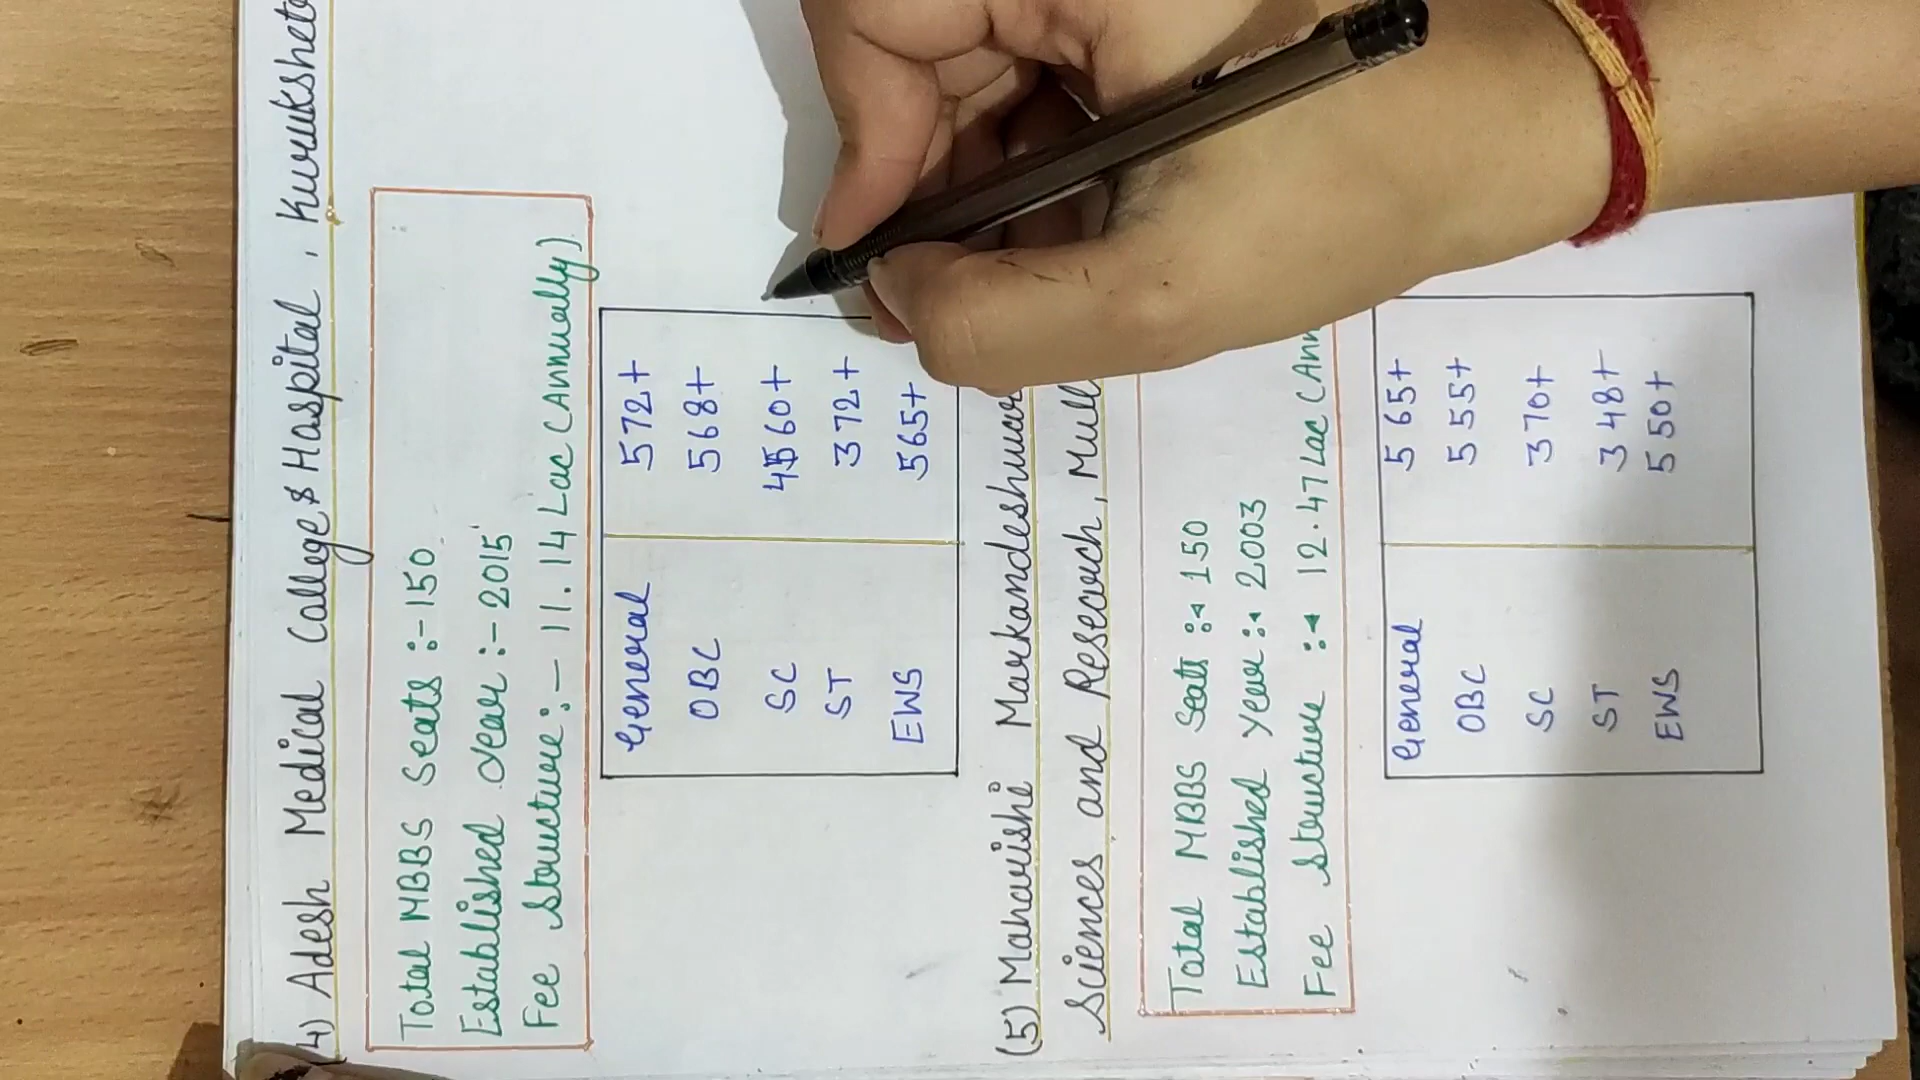 (4) Adesh Medical College & Hospital, Kurukshet
Total MBBS Seats :- 150
Established Year :- 2015
Fee Structure :- 11.14 Lac (Annually)
General 572+
OBC 568+
SC 460+
ST 372+
EWS 565+
(5) Maharishi Markandeshwar
Sciences and Research, Mull
Total MBBS Seats :- 150
Established Year :- 2003
Fee Structure :- 12.47 Lac (Ann
General 565+
OBC 555+
SC 370+
ST 348+
EWS 550+